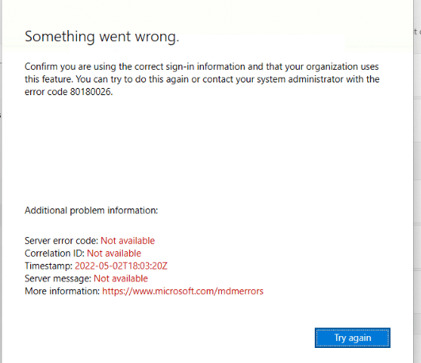 Something went wrong.
Confirm you are using the correct sign-in information and that your organization uses
this feature. You can try to do this again or contact your system administrator with the
error code 80180026.
Additional problem information:
Server error code: Not available
Correlation ID: Not available
Timestamp: 2022-05-02T18:03:20Z
Server message: Not available
More information: https://www.microsoft.com/mdmerrors
Try again